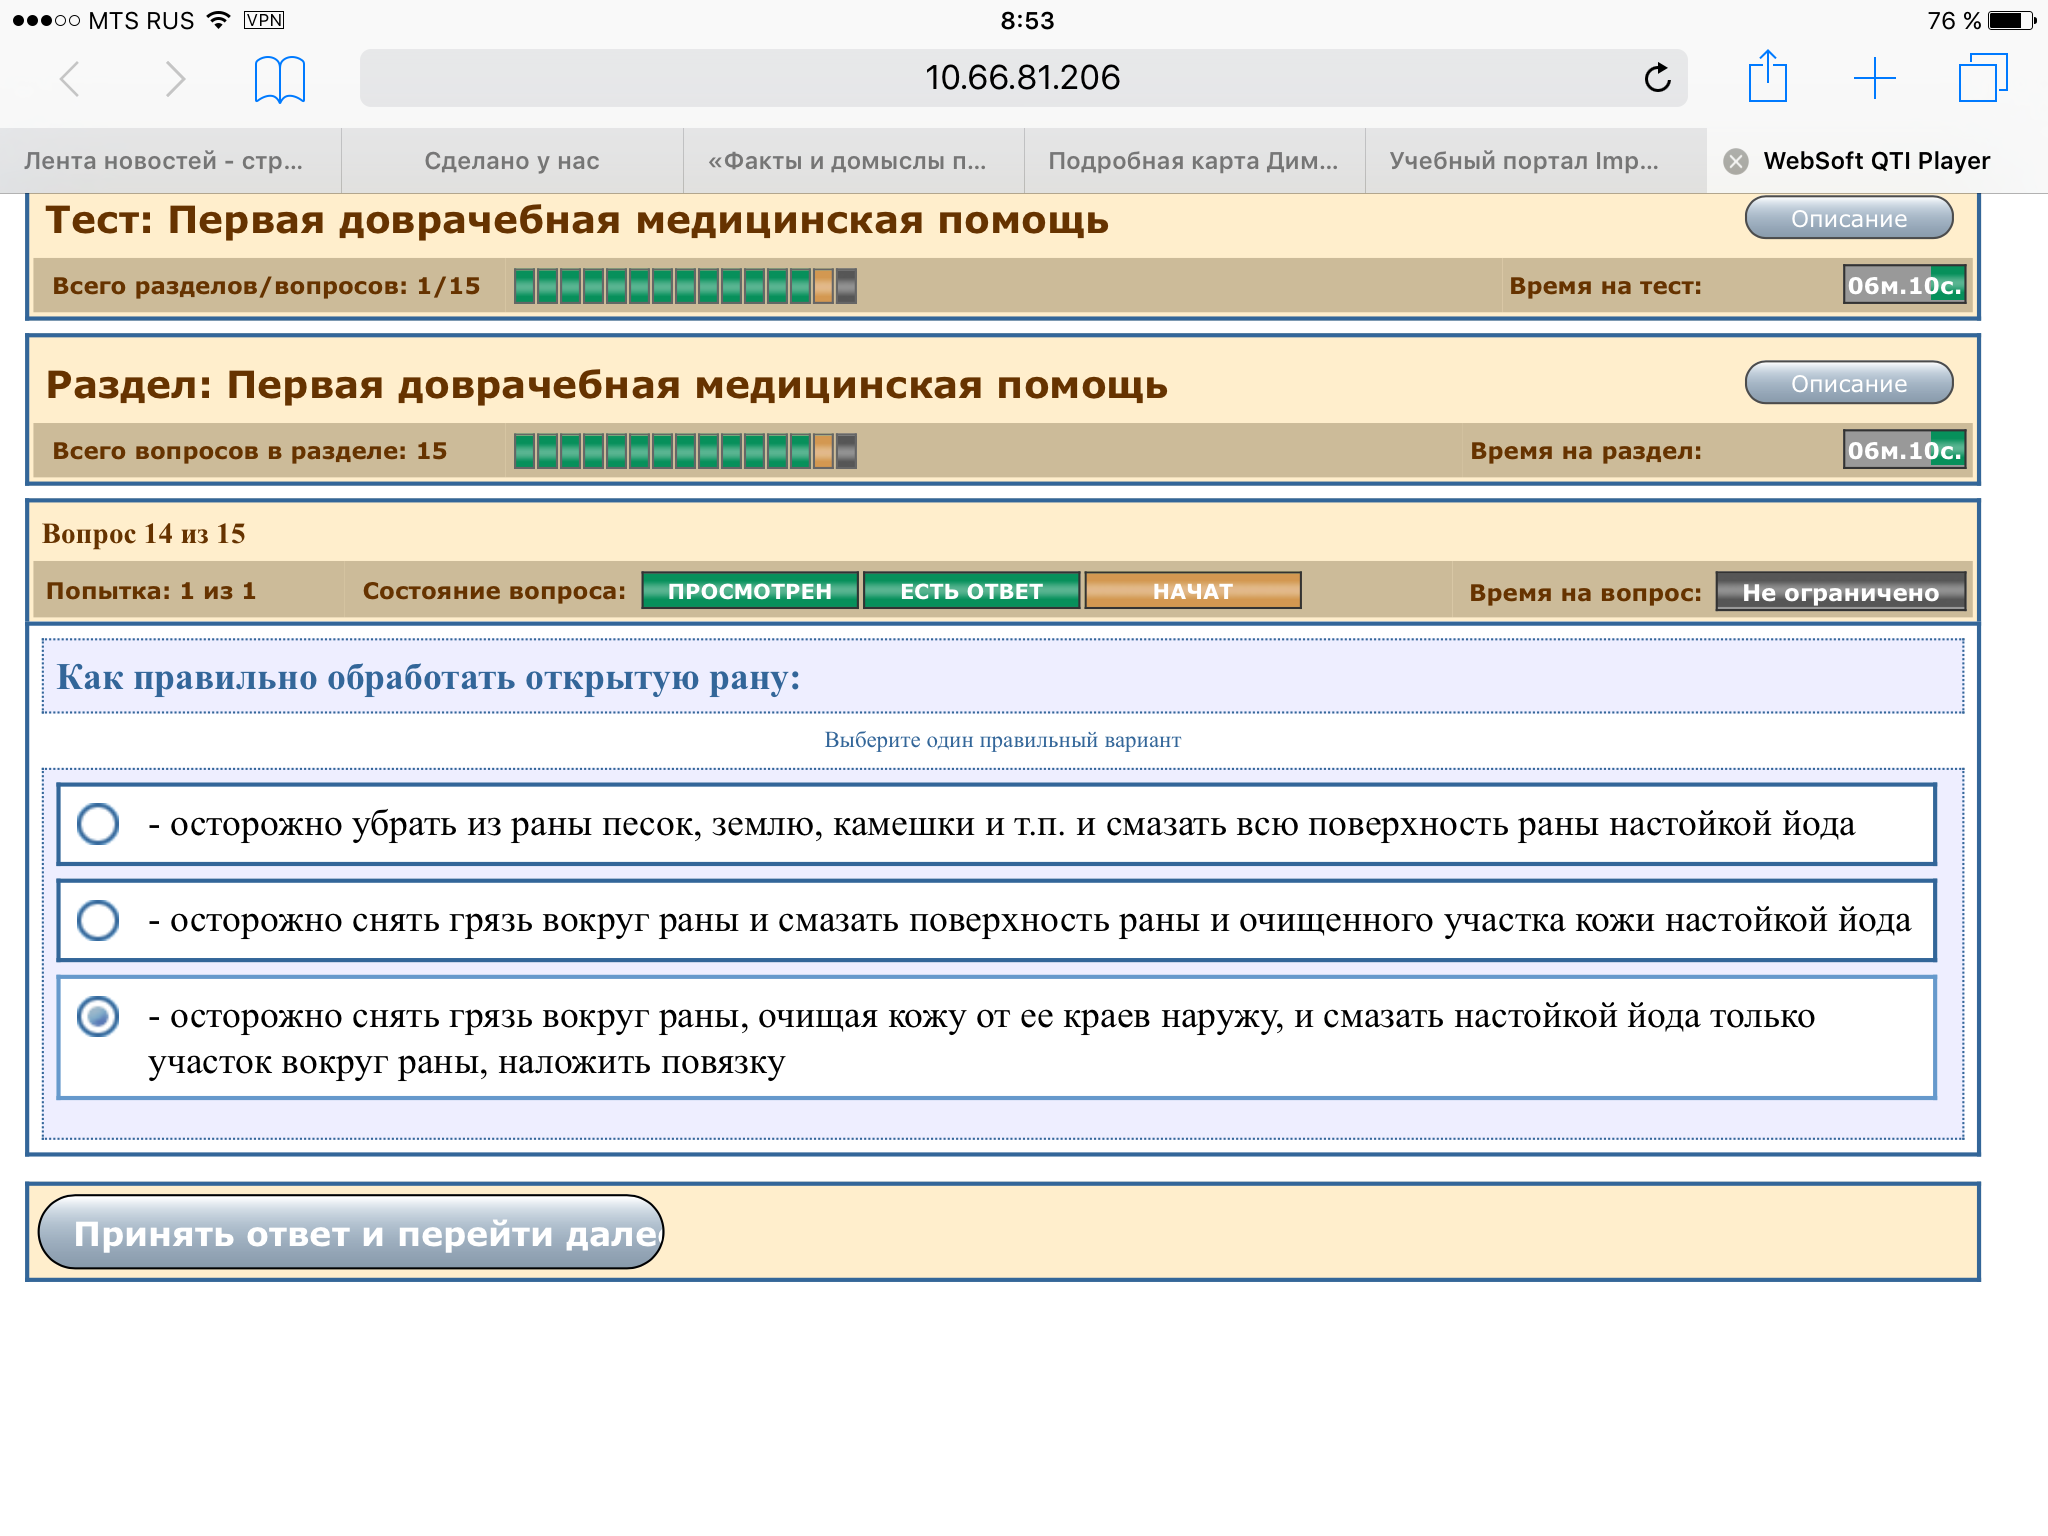 MTS RUS VPN 8:53 76 %
10.66.81.206
Лента новостей - стр... Сделано у нас «Факты и домыслы п... Подробная карта Дим... Учебный портал Imp... WebSoft QTI Player
Тест: Первая доврачебная медицинская помощь Описание
Всего разделов/вопросов: 1/15 Время на тест: 06м.10с.
Раздел: Первая доврачебная медицинская помощь Описание
Всего вопросов в разделе: 15 Время на раздел: 06м.10с.
Вопрос 14 из 15
Попытка: 1 из 1 Состояние вопроса: ПРОСМОТРЕН ЕСТЬ ОТВЕТ НАЧАТ Время на вопрос: Не ограничено
Как правильно обработать открытую рану:
Выберите один правильный вариант
- осторожно убрать из раны песок, землю, камешки и т.п. и смазать всю поверхность раны настойкой йода
- осторожно снять грязь вокруг раны и смазать поверхность раны и очищенного участка кожи настойкой йода
- осторожно снять грязь вокруг раны, очищая кожу от ее краев наружу, и смазать настойкой йода только
участок вокруг раны, наложить повязку
Принять ответ и перейти дале